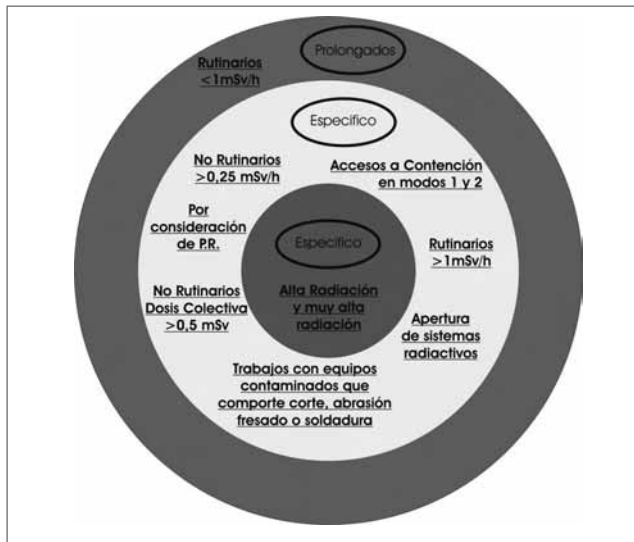 Prolongados
Rutinarios
<1mSv/h
Específico
No Rutinarios
>0,25 mSv/h
Accesos a Contención
en modos 1 y 2
Por
consideración
de P.R.
Específico
Rutinarios
>1mSv/h
Alta Radiación
y muy alta
radiación
No Rutinarios
Dosis Colectiva
>0,5 mSv
Apertura
de sistemas
radiactivos
Trabajos con equipos
contaminados que
comporte corte, abrasión
fresado o soldadura